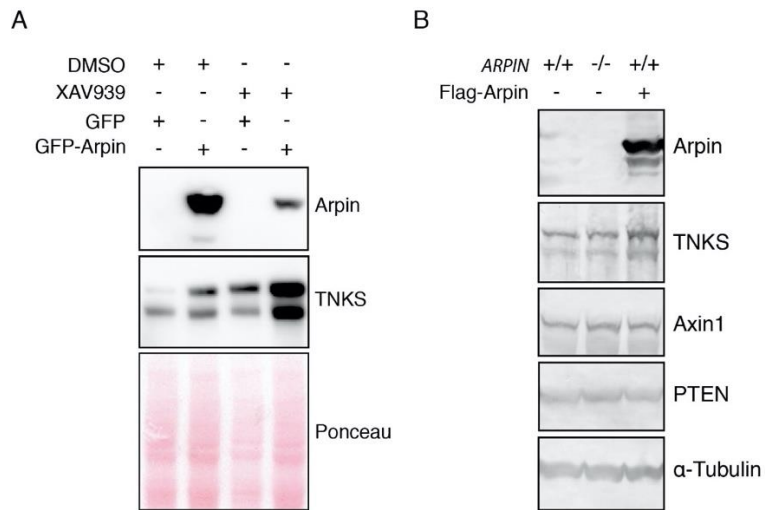 A
DMSO + + - -
XAV939 - - + +
GFP + - + -
GFP-Arpin - + - +
Arpin
TNKS
Ponceau
B
ARPIN +/+ -/- +/+
Flag-Arpin - - +
Arpin
TNKS
Axin1
PTEN
α-Tubulin